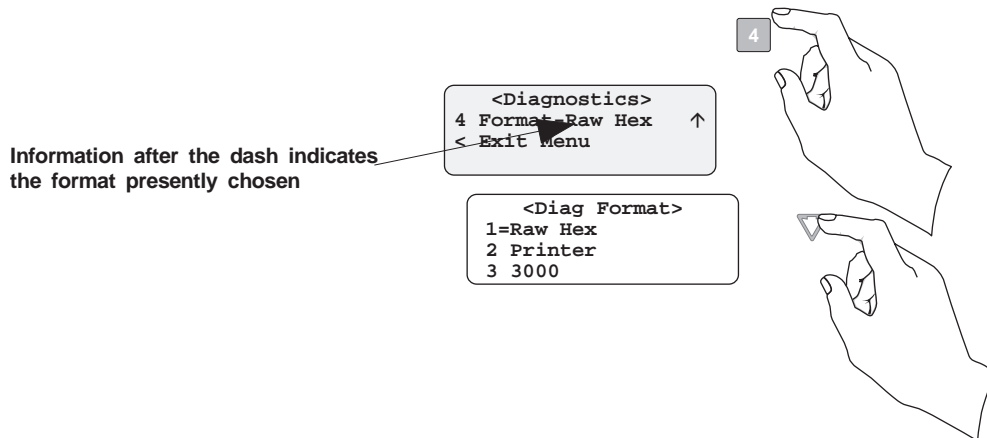 4
<Diagnostics>
4 Format-Raw Hex ↑
< Exit Menu
Information after the dash indicates
the format presently chosen
<Diag Format>
1=Raw Hex
2 Printer
3 3000